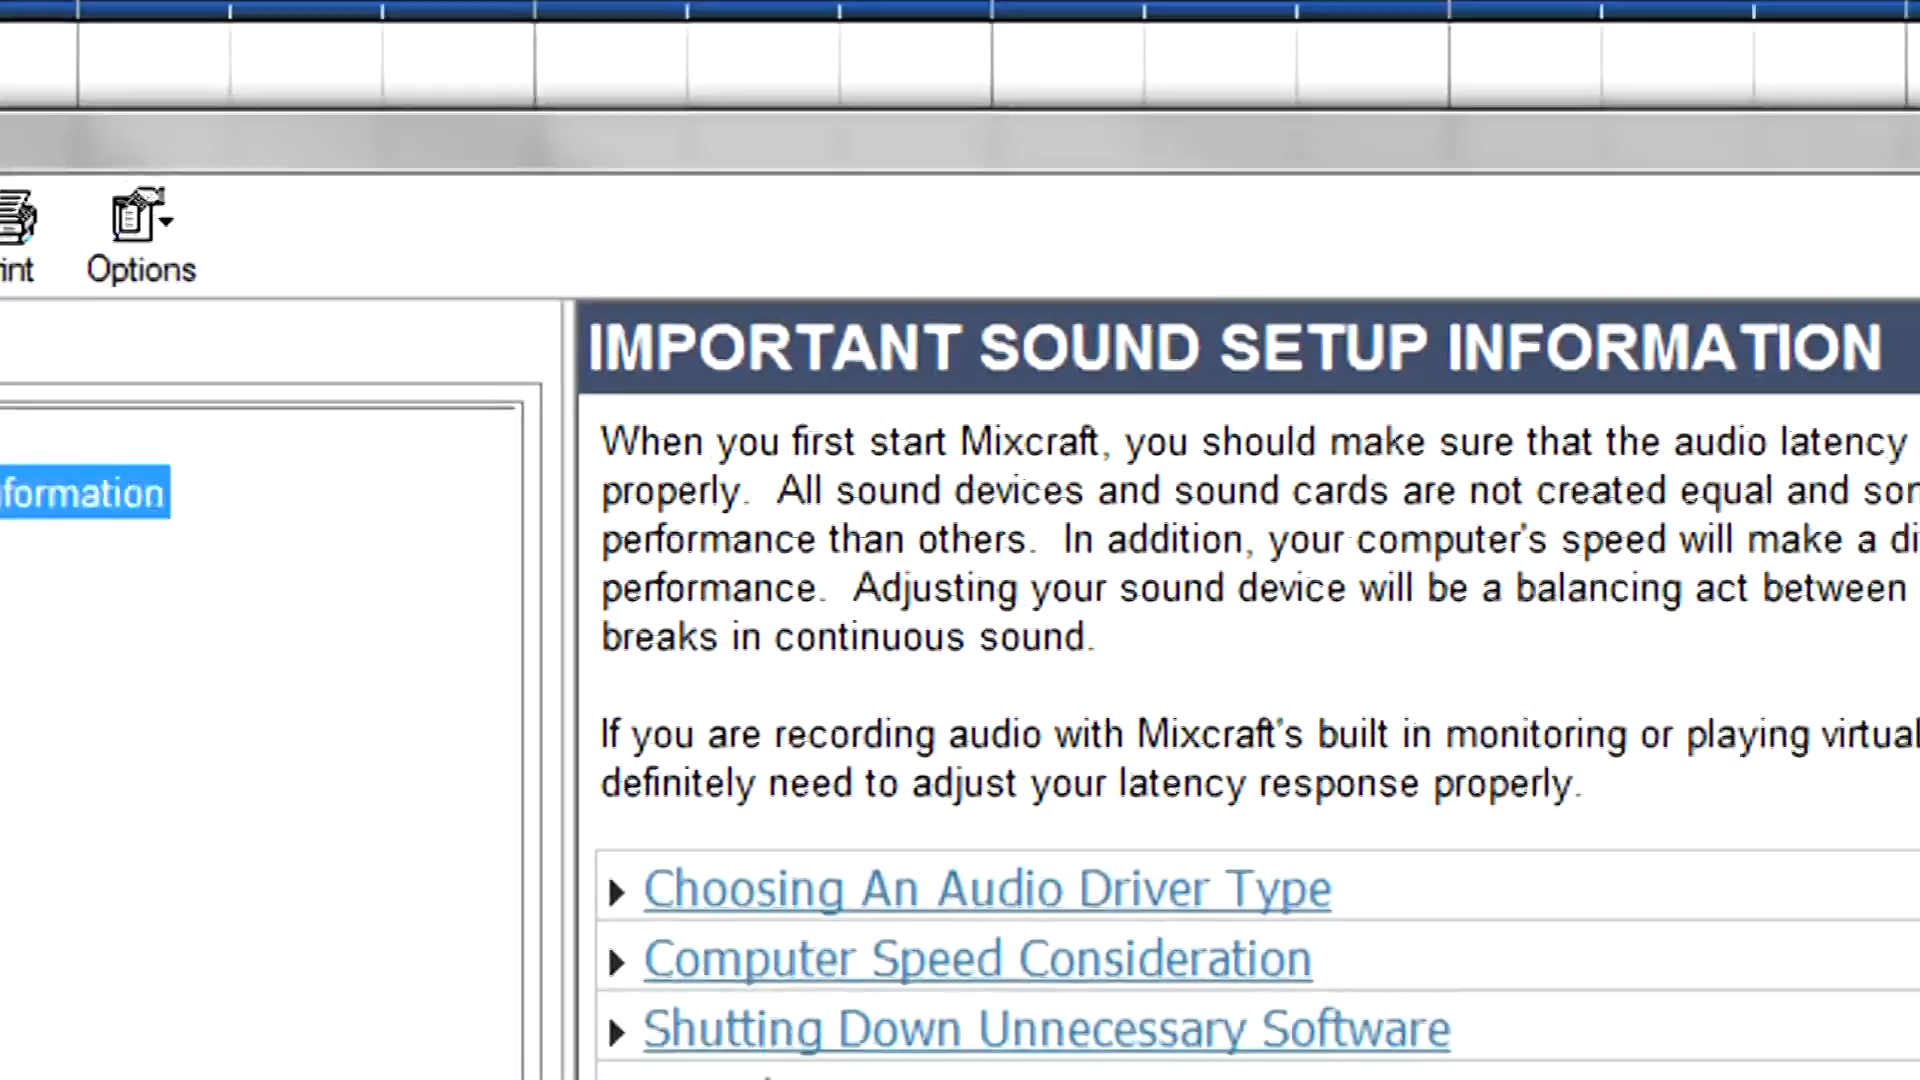 int Options
IMPORTANT SOUND SETUP INFORMATION
formation
When you first start Mixcraft, you should make sure that the audio latency
properly. All sound devices and sound cards are not created equal and
performance than others. In addition, your computer's speed will make a
performance. Adjusting your sound device will be a balancing act between
breaks in continuous sound.
If you are recording audio with Mixcraft's built in monitoring or playing virtual
definitely need to adjust your latency response properly.
Choosing An Audio Driver Type
Computer Speed Consideration
Shutting Down Unnecessary Software